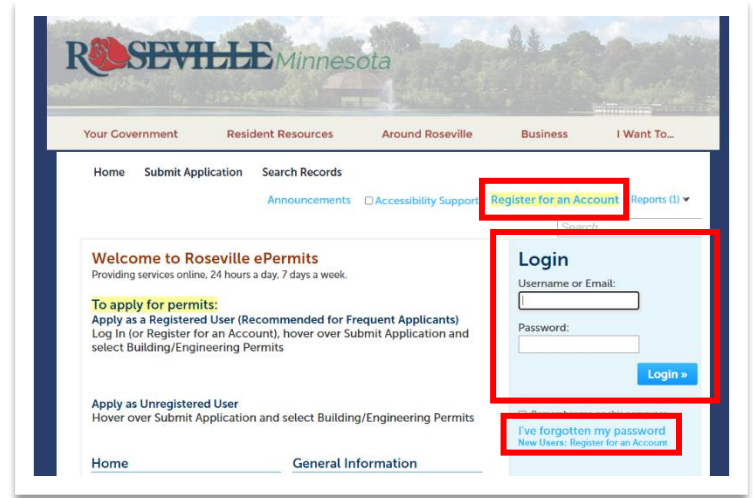 ROSEVILLE Minnesota
Your Government Resident Resources Around Roseville Business I Want To...
Home Submit Application Search Records
Announcements Accessibility Support Register for an Account Reports (1)
Search
Welcome to Roseville ePermits
Providing services online, 24 hours a day, 7 days a week.
To apply for permits:
Apply as a Registered User (Recommended for Frequent Applicants)
Log In (or Register for an Account), hover over Submit Application and
select Building/Engineering Permits
Apply as Unregistered User
Hover over Submit Application and select Building/Engineering Permits
Home General Information
Login
Username or Email:
Password:
Login »
Remember me on this
I've forgotten my password
New Users: Register for an Account